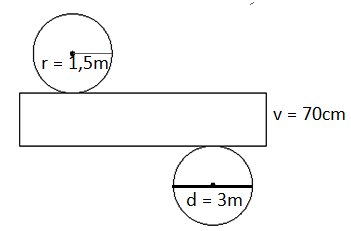 r = 1,5m
v = 70cm
d = 3m